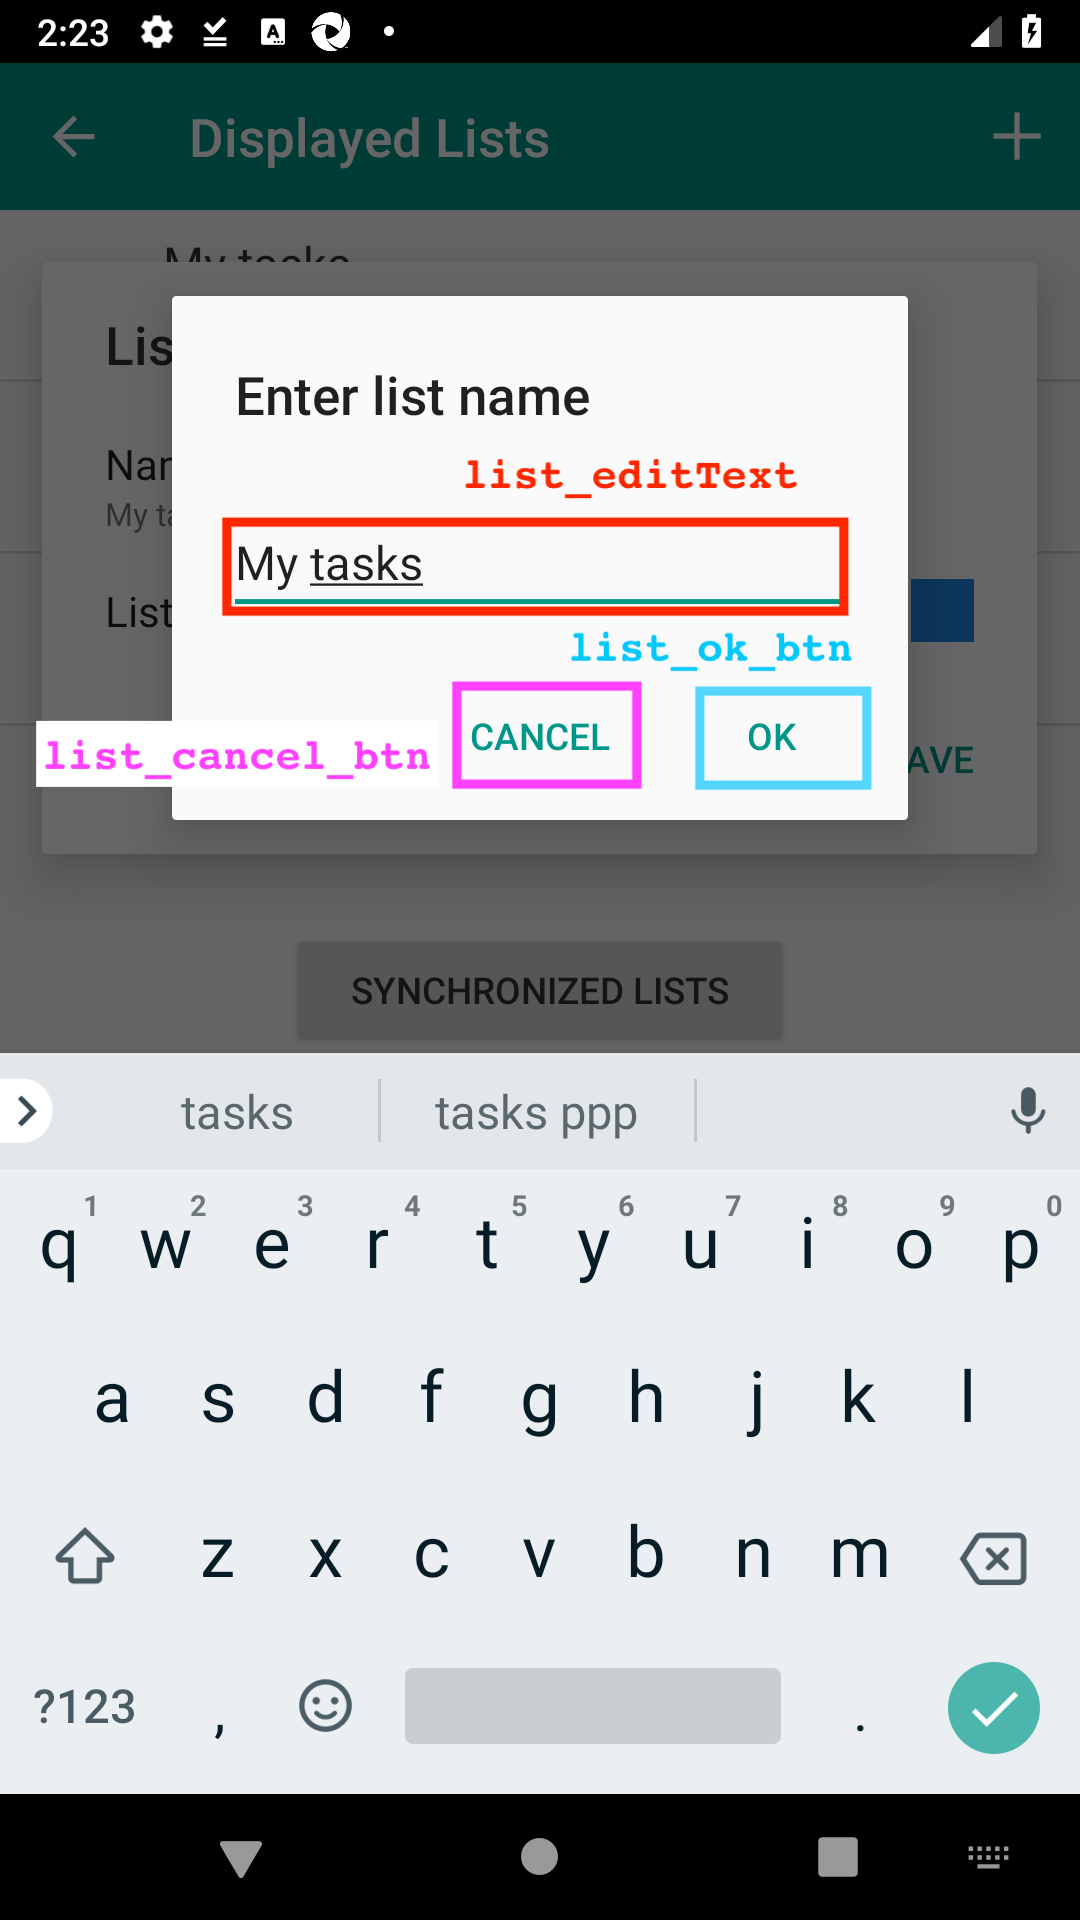 2:23
Displayed Lists
My tasks
Lis
Enter list name
Nar
list_editText
My ta
My tasks
List
list_ok_btn
CANCEL
OK
list_cancel_btn
AVE
SYNCHRONIZED LISTS
tasks
tasks ppp
1 2 3 4 5 6 7 8 9 0
q w e r t y u i o p
a s d f g h j k l
z x c v b n m
?123 , .